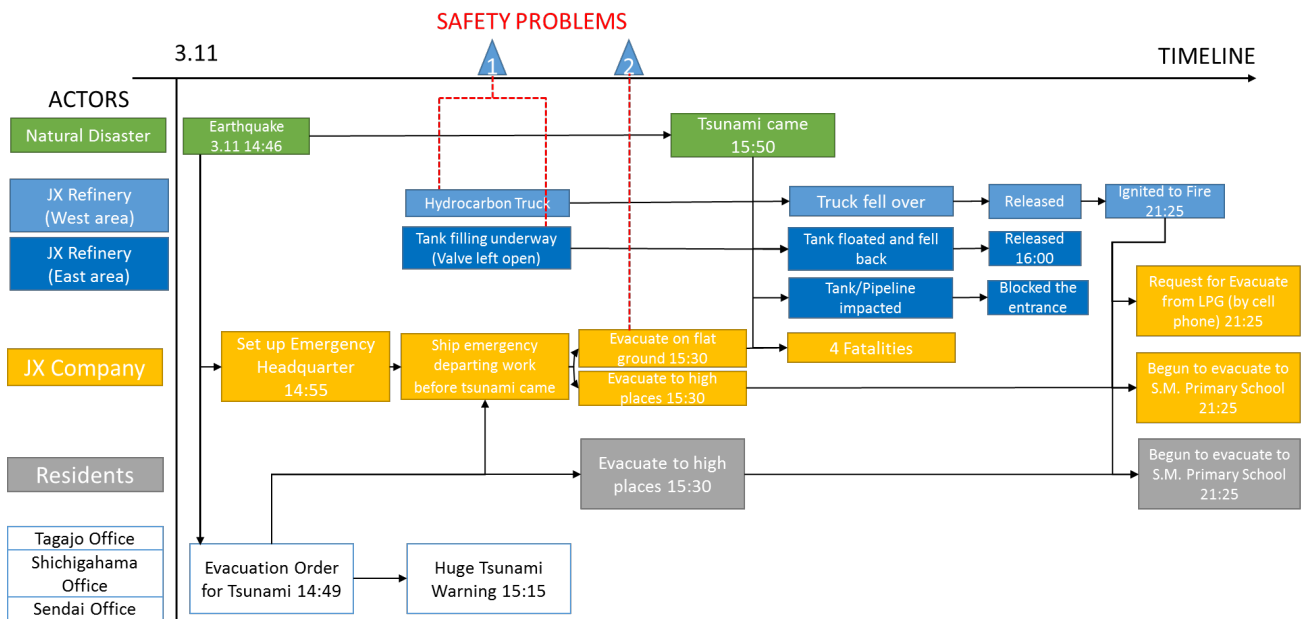 SAFETY PROBLEMS
3.11
1
2
TIMELINE
ACTORS
Natural Disaster
Earthquake
3.11 14:46
Tsunami came
15:50
JX Refinery
(West area)
Hydrocarbon Truck
Truck fell over
Released
Ignited to Fire
21:25
JX Refinery
(East area)
Tank filling underway
(Valve left open)
Tank floated and fell
back
Released
16:00
Tank/Pipeline
impacted
Blocked the
entrance
Request for Evacuate
from LPG (by cell
phone) 21:25
JX Company
Set up Emergency
Headquarter
14:55
Ship emergency
departing work
before tsunami came
Evacuate on flat
ground 15:30
4 Fatalities
Evacuate to high
places 15:30
Begun to evacuate to
S.M. Primary School
21:25
Residents
Evacuate to high
places 15:30
Begun to evacuate to
S.M. Primary School
21:25
Tagajo Office
Shichigahama
Office
Sendai Office
Evacuation Order
for Tsunami 14:49
Huge Tsunami
Warning 15:15